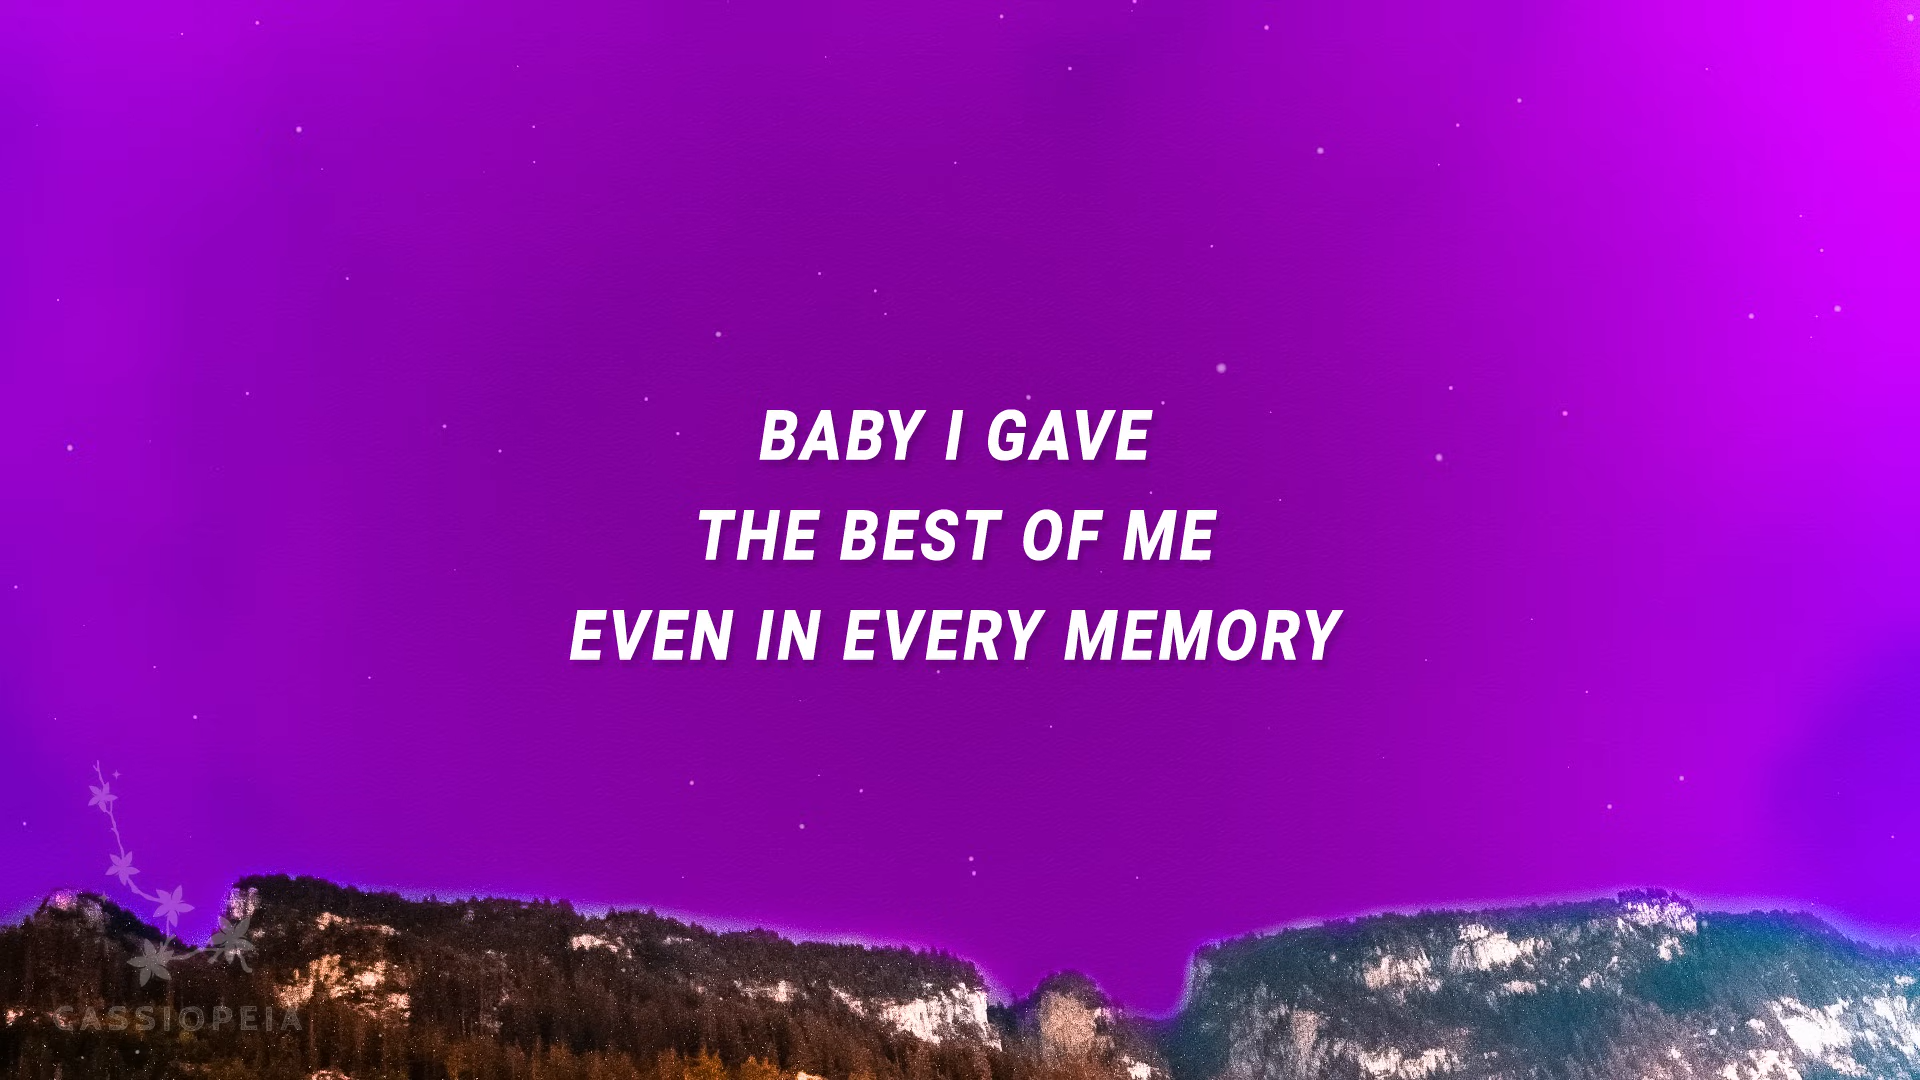 BABY I GAVE
THE BEST OF ME
EVEN IN EVERY MEMORY
CASSIOPEIA